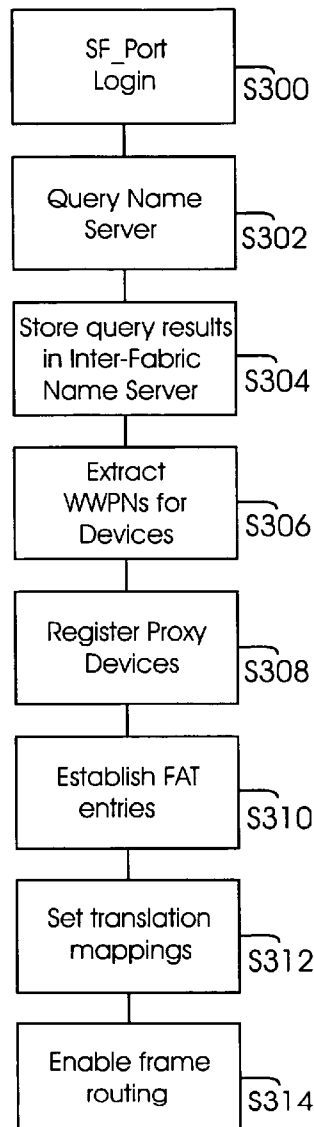 SF_Port
Login
S300
Query Name
Server
S302
Store query results
in Inter-Fabric
Name Server
S304
Extract
WWPNs for
Devices
S306
Register Proxy
Devices
S308
Establish FAT
entries
S310
Set translation
mappings
S312
Enable frame
routing
S314